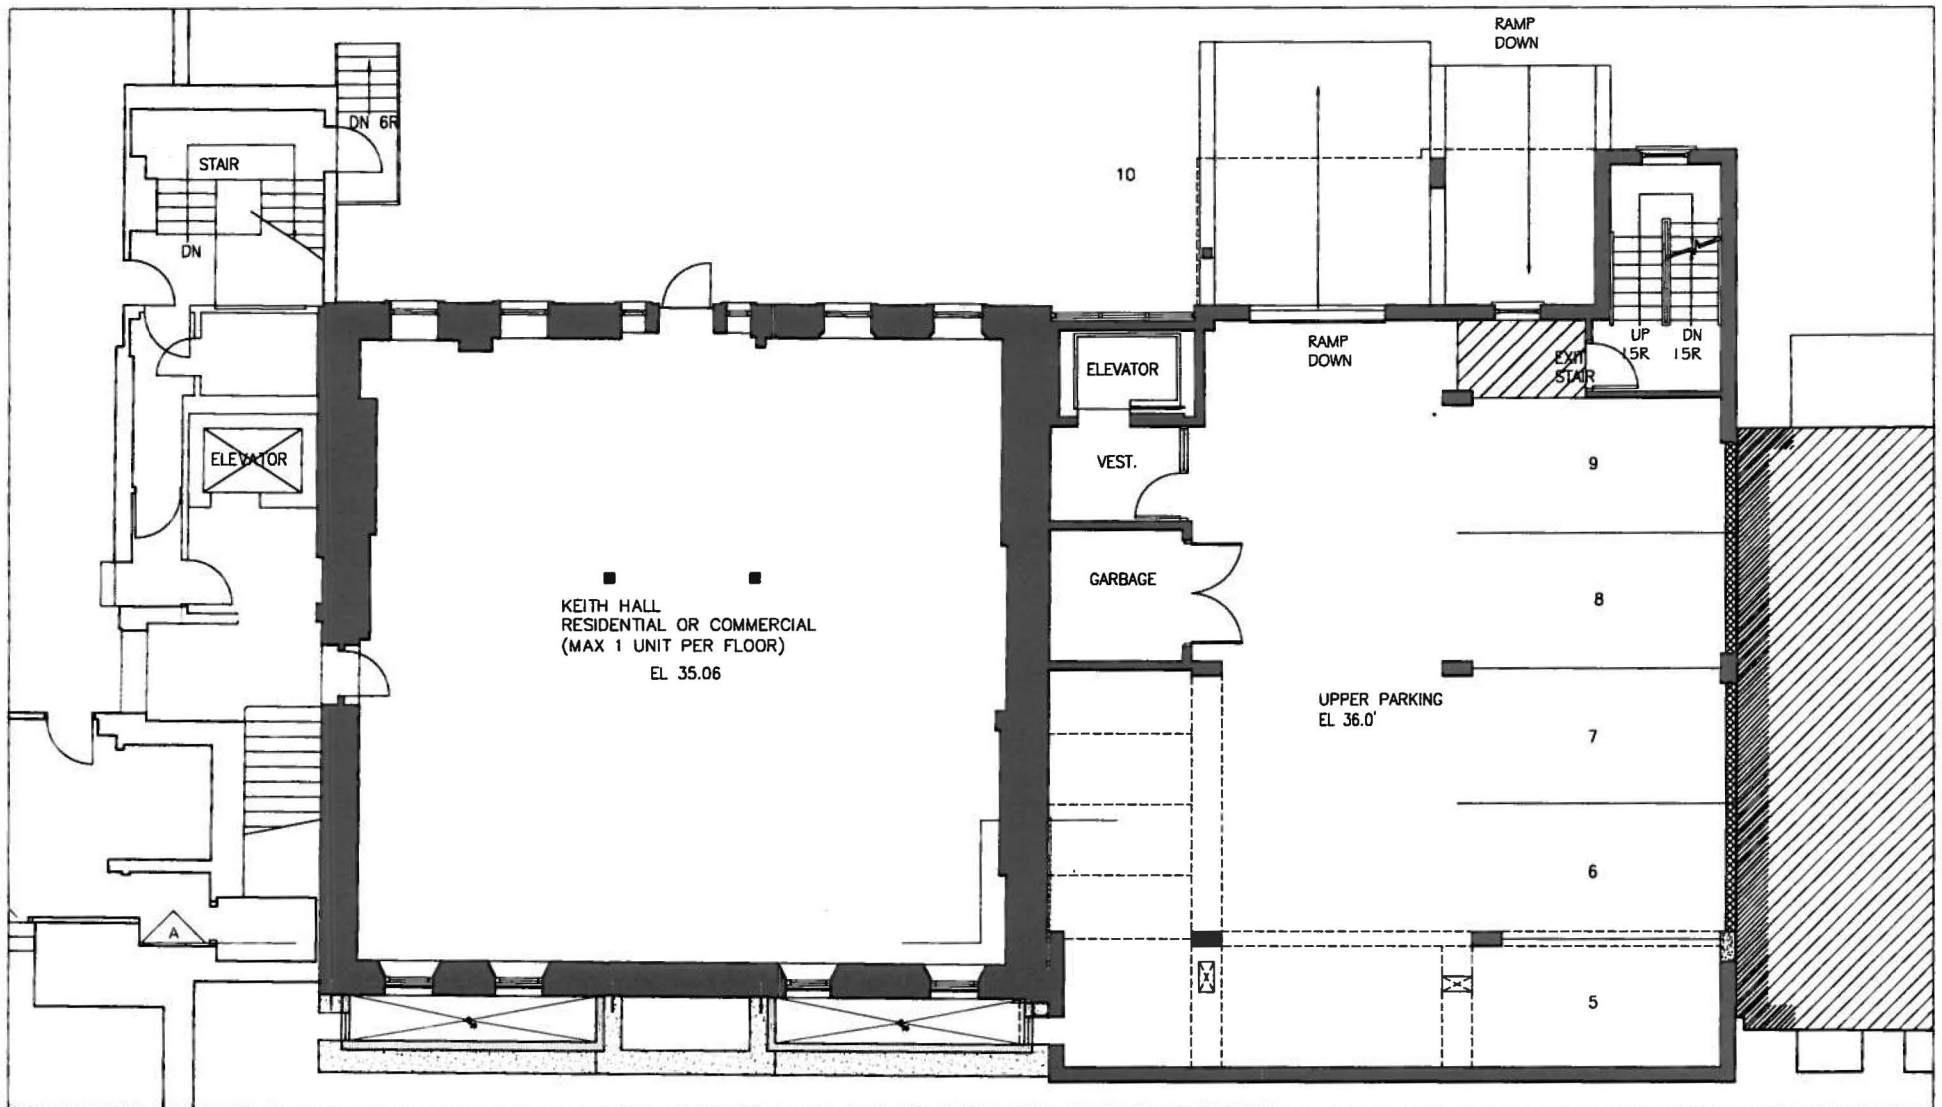 RAMP
DOWN
DN 6R
STAIR
10
DN
UP
15R
DN
15R
RAMP
DOWN
EXIT
STAIR
ELEVATOR
ELEVATOR
VEST.
9
GARBAGE
8
KEITH HALL
RESIDENTIAL OR COMMERCIAL
(MAX 1 UNIT PER FLOOR)
EL 35.06
UPPER PARKING
EL 36.0'
7
6
A
5